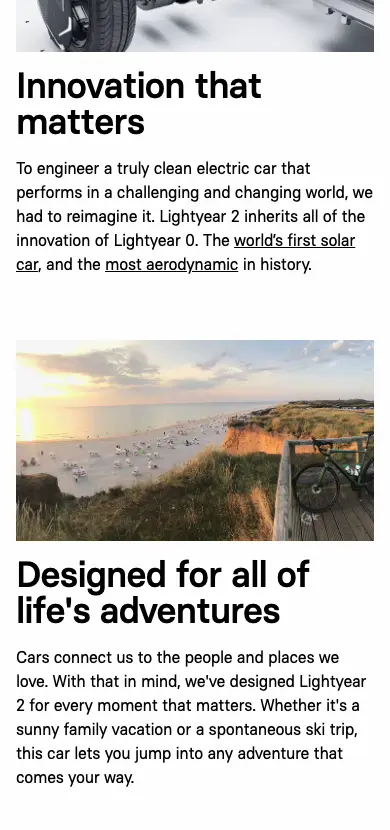 Innovation that
matters
To engineer a truly clean electric car that
performs in a challenging and changing world, we
had to reimagine it. Lightyear 2 inherits all of the
innovation of Lightyear 0. The world’s first solar
car, and the most aerodynamic in history.
Designed for all of
life's adventures
Cars connect us to the people and places we
love. With that in mind, we've designed Lightyear
2 for every moment that matters. Whether it's a
sunny family vacation or a spontaneous ski trip,
this car lets you jump into any adventure that
comes your way.